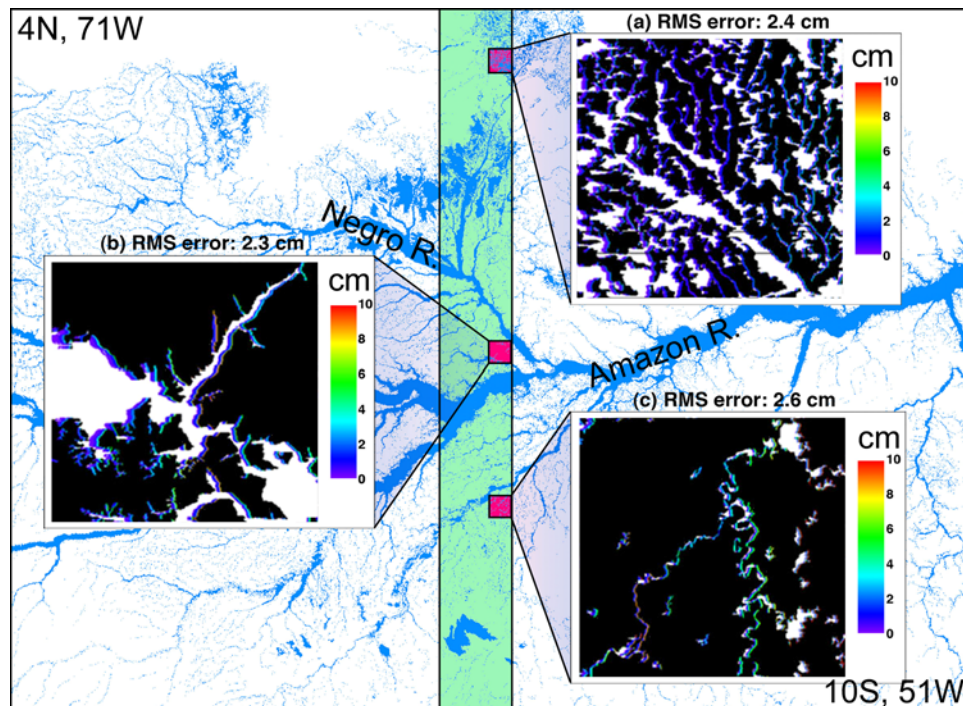 4N, 71W
(a) RMS error: 2.4 cm
cm
10
8
6
4
2
0
Negro R.
(b) RMS error: 2.3 cm
cm
10
8
6
4
2
0
Amazon R.
(c) RMS error: 2.6 cm
cm
10
8
6
4
2
0
10S, 51W